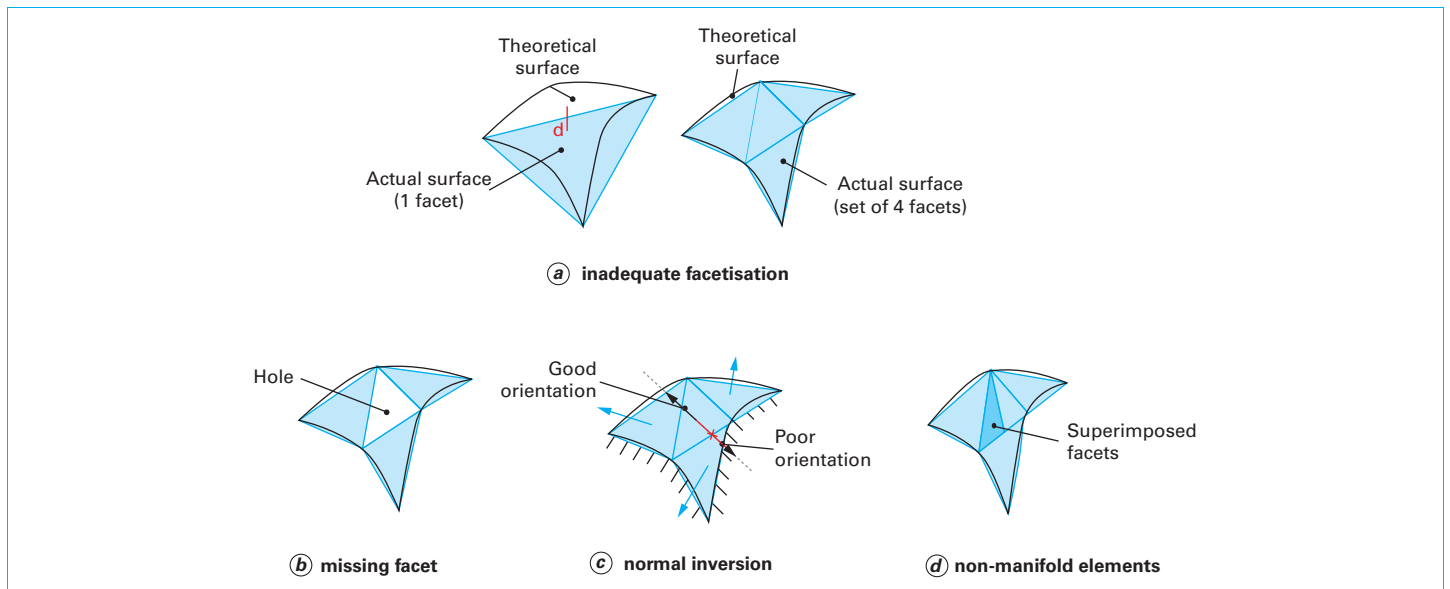 Theoretical
surface
Theoretical
surface
d
Actual surface
(1 facet)
Actual surface
(set of 4 facets)
a inadequate facetisation
Hole
Good
orientation
Poor
orientation
Superimposed
facets
b missing facet
c normal inversion
d non-manifold elements